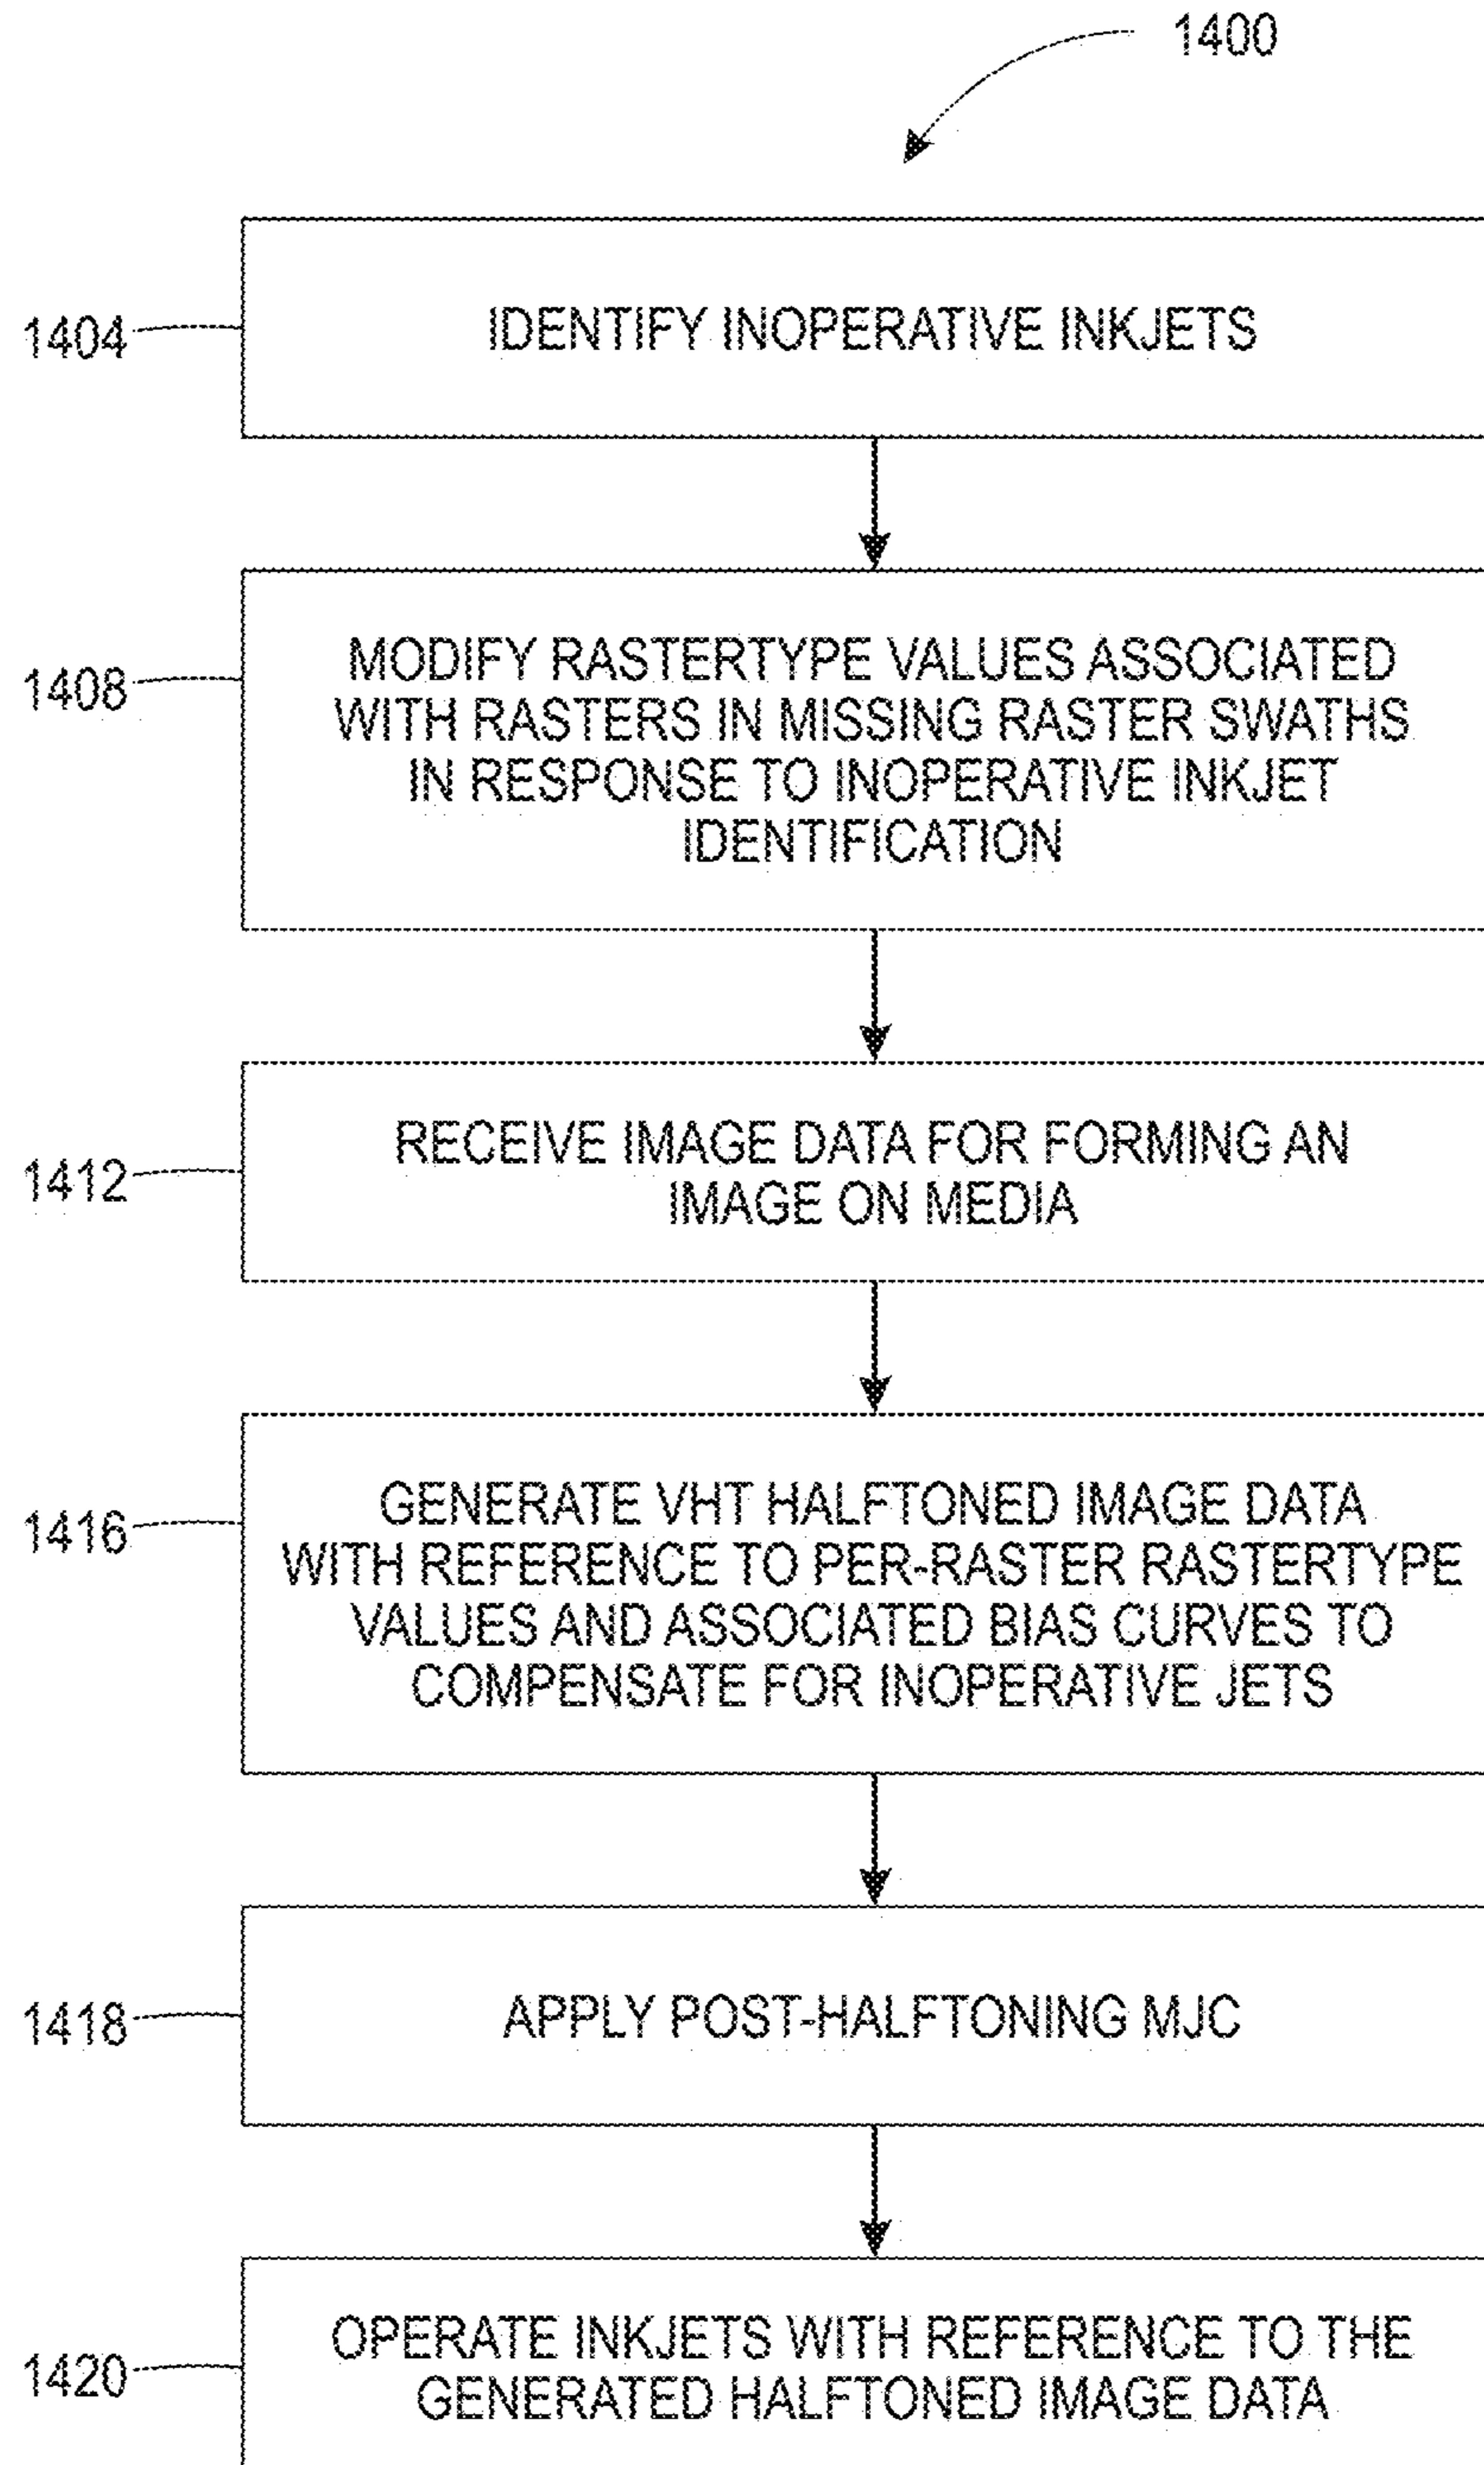 1400
1404
IDENTIFY INOPERATIVE INKJETS
1408
MODIFY RASTERTYPE VALUES ASSOCIATED
WITH RASTERS IN MISSING RASTER SWATHS
IN RESPONSE TO INOPERATIVE INKJET
IDENTIFICATION
1412
RECEIVE IMAGE DATA FOR FORMING AN
IMAGE ON MEDIA
1416
GENERATE VHT HALFTONED IMAGE DATA
WITH REFERENCE TO PER-RASTER RASTERTYPE
VALUES AND ASSOCIATED BIAS CURVES TO
COMPENSATE FOR INOPERATIVE JETS
1418
APPLY POST-HALFTONING MJC
1420
OPERATE INKJETS WITH REFERENCE TO THE
GENERATED HALFTONED IMAGE DATA